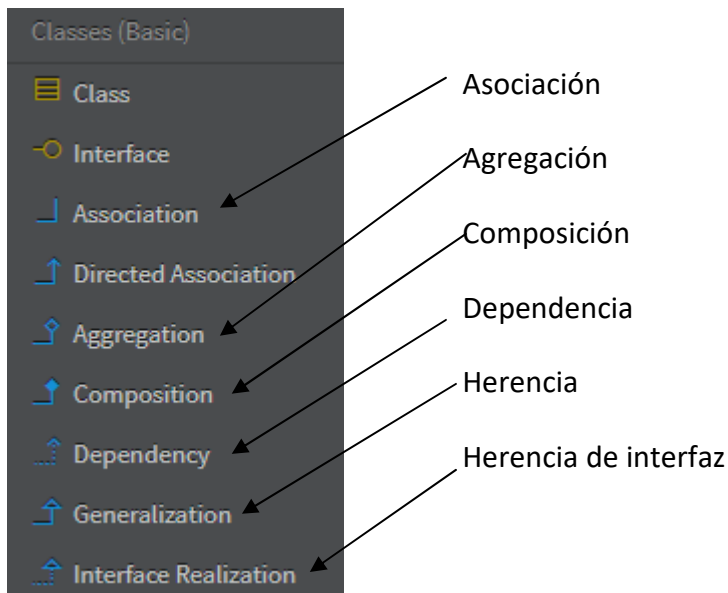 Classes (Basic)
Class
Interface
Association
Directed Association
Aggregation
Composition
Dependency
Generalization
Interface Realization
Asociación
Agregación
Composición
Dependencia
Herencia
Herencia de interfaz